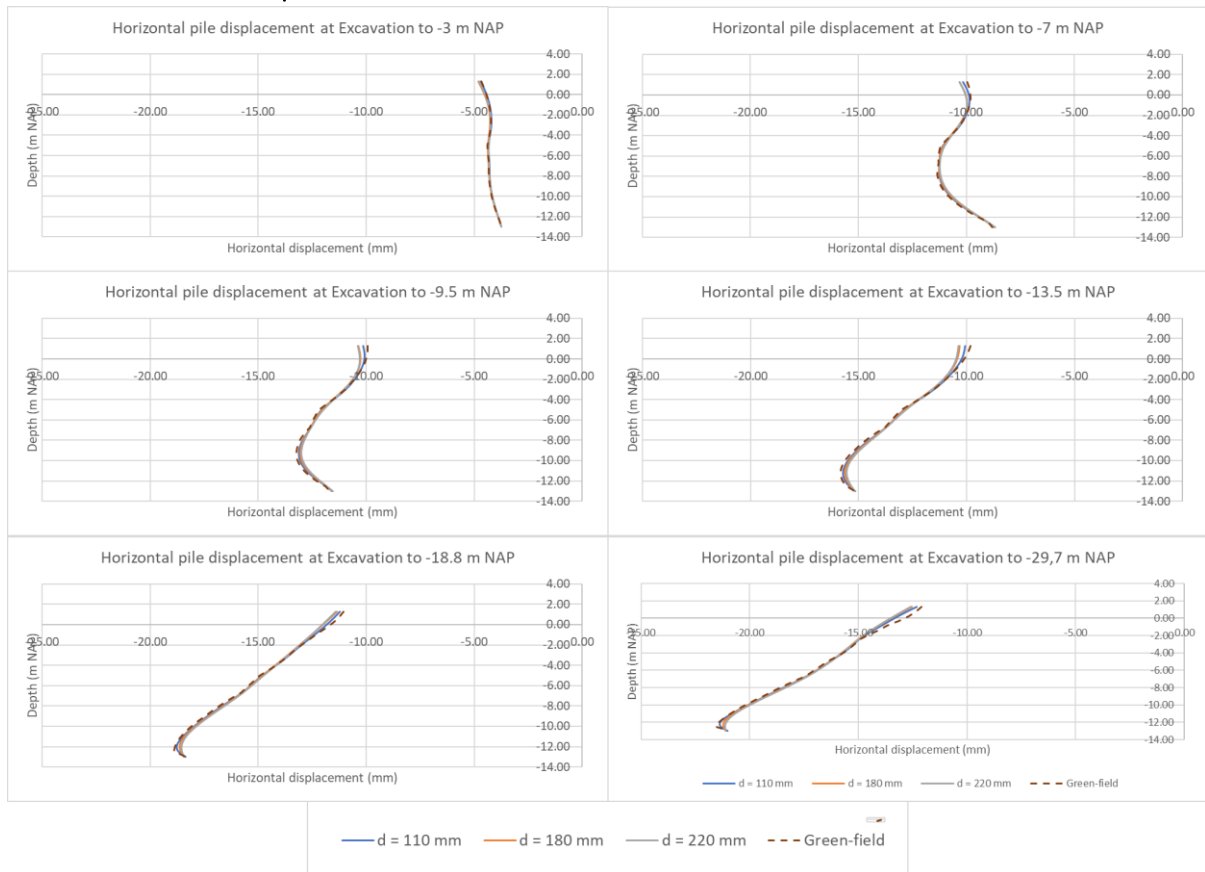 Horizontal pile displacement at Excavation to -3 m NAP
4.00
2.00
0.00
-25.00 -20.00 -15.00 -10.00 -5.00 0.00
-2.00
-4.00
-6.00
-8.00
-10.00
-12.00
-14.00
Depth (m NAP)
Horizontal displacement (mm)
Horizontal pile displacement at Excavation to -7 m NAP
4.00
2.00
0.00
-25.00 -20.00 -15.00 -10.00 -5.00 0.00
-2.00
-4.00
-6.00
-8.00
-10.00
-12.00
-14.00
Depth (m NAP)
Horizontal displacement (mm)
Horizontal pile displacement at Excavation to -9.5 m NAP
4.00
2.00
0.00
-25.00 -20.00 -15.00 -10.00 -5.00 0.00
-2.00
-4.00
-6.00
-8.00
-10.00
-12.00
-14.00
Depth (m NAP)
Horizontal displacement (mm)
Horizontal pile displacement at Excavation to -13.5 m NAP
4.00
2.00
0.00
-25.00 -20.00 -15.00 -10.00 -5.00 0.00
-2.00
-4.00
-6.00
-8.00
-10.00
-12.00
-14.00
Depth (m NAP)
Horizontal displacement (mm)
Horizontal pile displacement at Excavation to -18.8 m NAP
4.00
2.00
0.00
-25.00 -20.00 -15.00 -10.00 -5.00 0.00
-2.00
-4.00
-6.00
-8.00
-10.00
-12.00
-14.00
Depth (m NAP)
Horizontal displacement (mm)
Horizontal pile displacement at Excavation to -29,7 m NAP
4.00
2.00
0.00
-25.00 -20.00 -15.00 -10.00 -5.00 0.00
-2.00
-4.00
-6.00
-8.00
-10.00
-12.00
-14.00
Depth (m NAP)
Horizontal displacement (mm)
d = 110 mm d = 180 mm d = 220 mm Green-field
d = 110 mm d = 180 mm d = 220 mm Green-field